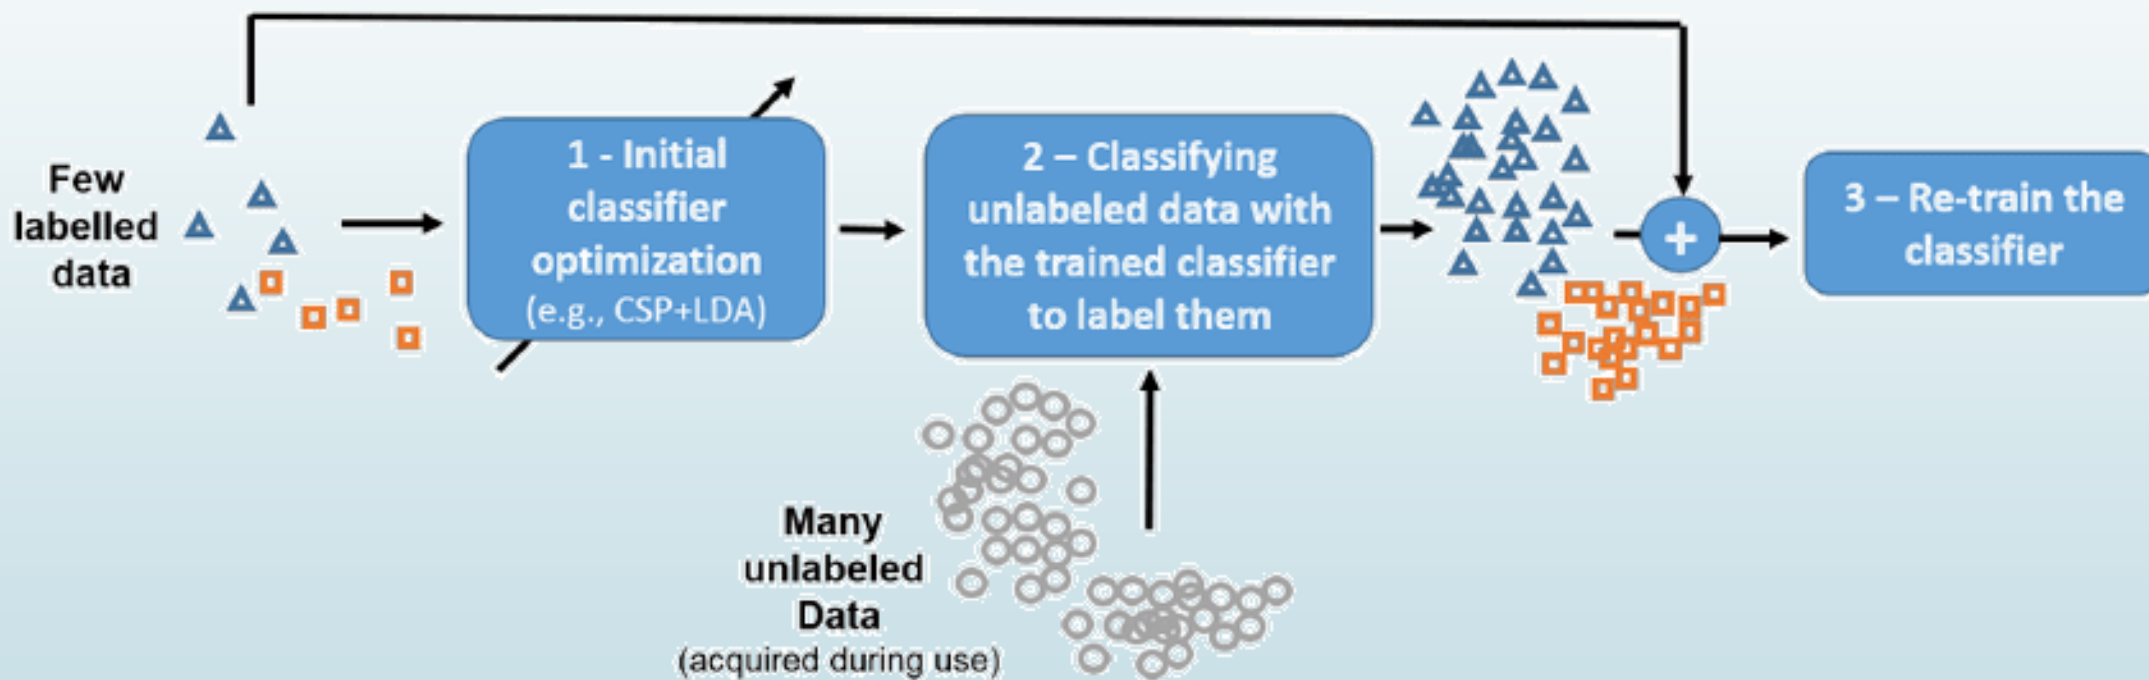 Few
labelled
data
1 - Initial
classifier
optimization
(e.g., CSP+LDA)
2 – Classifying
unlabeled data with
the trained classifier
to label them
+
3 – Re-train the
classifier
Many
unlabeled
Data
(acquired during use)